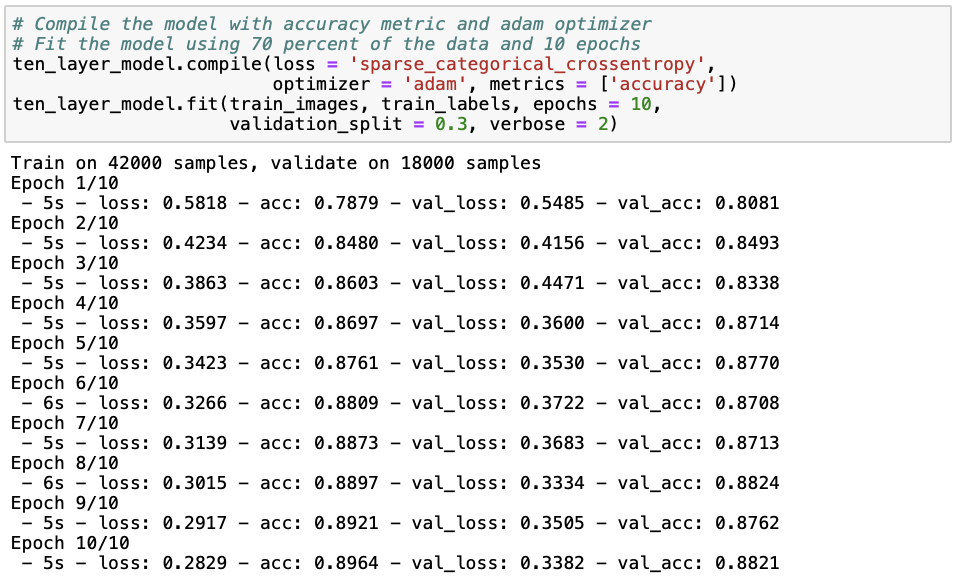 # Compile the model with accuracy metric and adam optimizer
# Fit the model using 70 percent of the data and 10 epochs
ten_layer_model.compile(loss = 'sparse_categorical_crossentropy',
                        optimizer = 'adam', metrics = ['accuracy'])
ten_layer_model.fit(train_images, train_labels, epochs = 10,
                    validation_split = 0.3, verbose = 2)
Train on 42000 samples, validate on 18000 samples
Epoch 1/10
 - 5s - loss: 0.5818 - acc: 0.7879 - val_loss: 0.5485 - val_acc: 0.8081
Epoch 2/10
 - 5s - loss: 0.4234 - acc: 0.8480 - val_loss: 0.4156 - val_acc: 0.8493
Epoch 3/10
 - 5s - loss: 0.3863 - acc: 0.8603 - val_loss: 0.4471 - val_acc: 0.8338
Epoch 4/10
 - 5s - loss: 0.3597 - acc: 0.8697 - val_loss: 0.3600 - val_acc: 0.8714
Epoch 5/10
 - 5s - loss: 0.3423 - acc: 0.8761 - val_loss: 0.3530 - val_acc: 0.8770
Epoch 6/10
 - 6s - loss: 0.3266 - acc: 0.8809 - val_loss: 0.3722 - val_acc: 0.8708
Epoch 7/10
 - 5s - loss: 0.3139 - acc: 0.8873 - val_loss: 0.3683 - val_acc: 0.8713
Epoch 8/10
 - 6s - loss: 0.3015 - acc: 0.8897 - val_loss: 0.3334 - val_acc: 0.8824
Epoch 9/10
 - 5s - loss: 0.2917 - acc: 0.8921 - val_loss: 0.3505 - val_acc: 0.8762
Epoch 10/10
 - 5s - loss: 0.2829 - acc: 0.8964 - val_loss: 0.3382 - val_acc: 0.8821